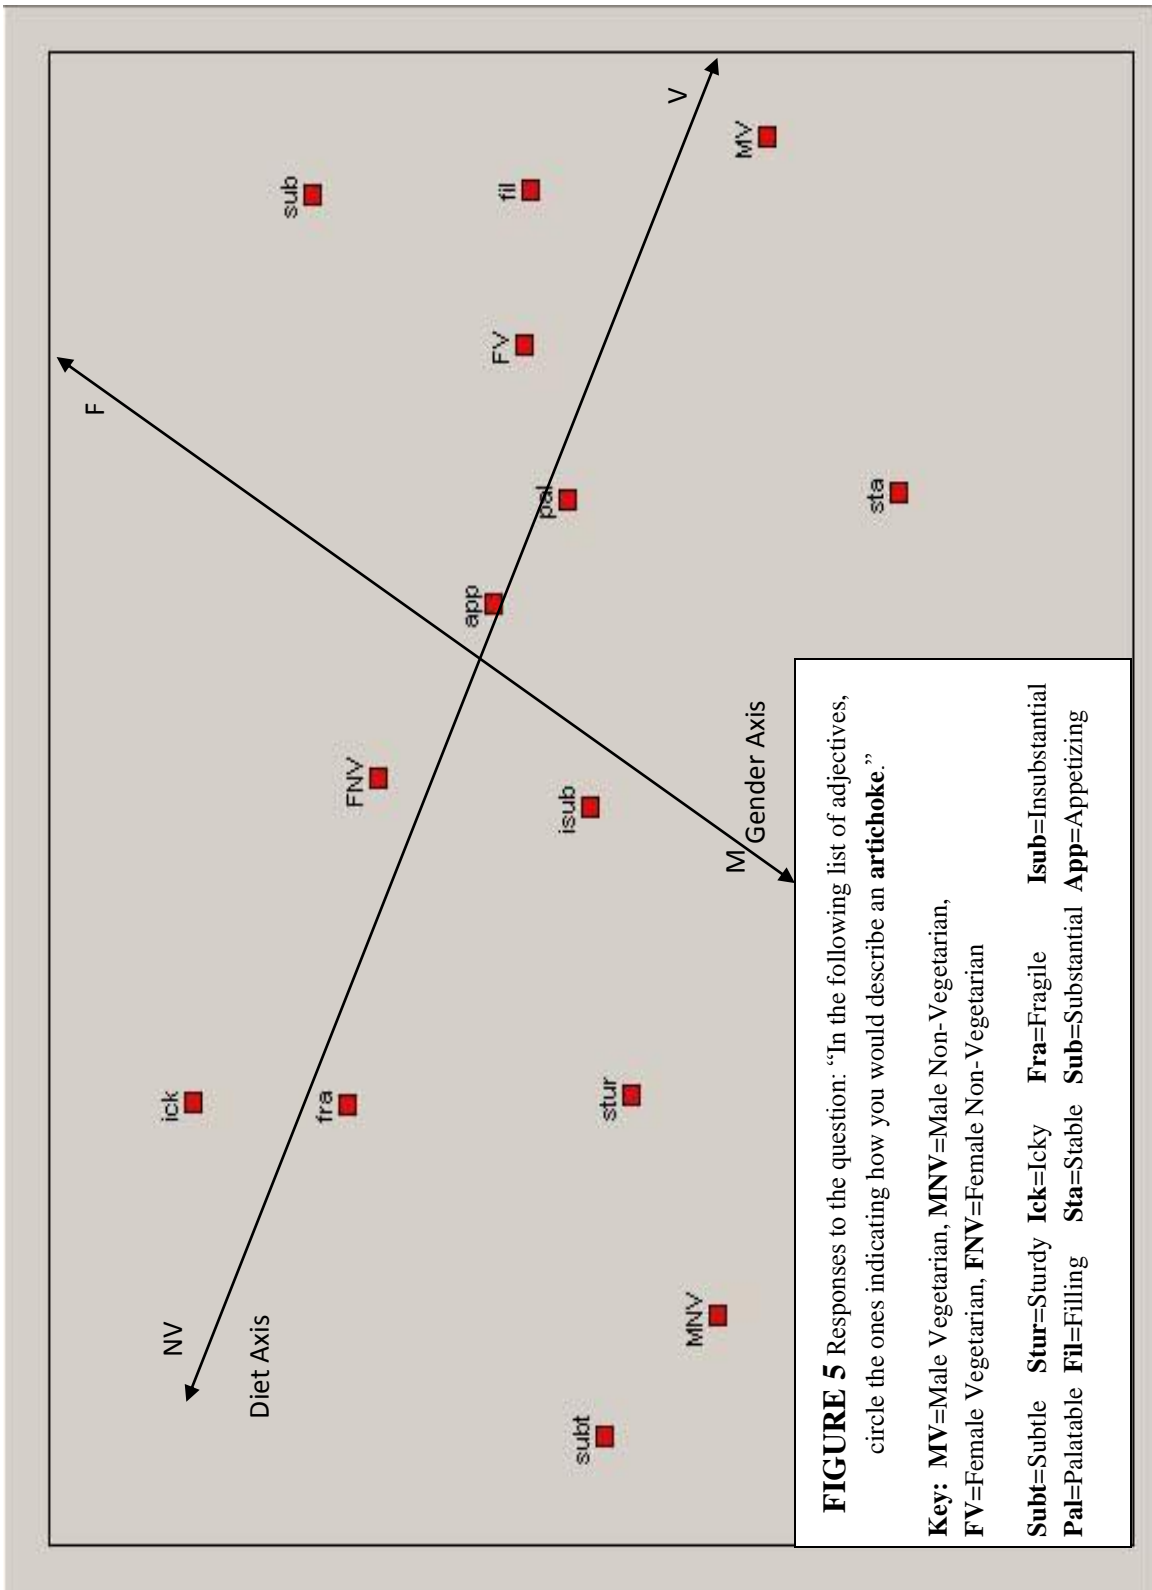 sub
fil
V
MV
F
FV
pal
app
sta
FNV
isub
M
Gender Axis
ick
fra
stur
NV
Diet Axis
MNV
subt
FIGURE 5 Responses to the question: “In the following list of adjectives,
circle the ones indicating how you would describe an artichoke.”
Key: MV=Male Vegetarian, MNV=Male Non-Vegetarian,
FV=Female Vegetarian, FNV=Female Non-Vegetarian
Subt=Subtle Stur=Sturdy Ick=Icky Fra=Fragile Isub=Insubstantial
Pal=Palatable Fil=Filling Sta=Stable Sub=Substantial App=Appetizing